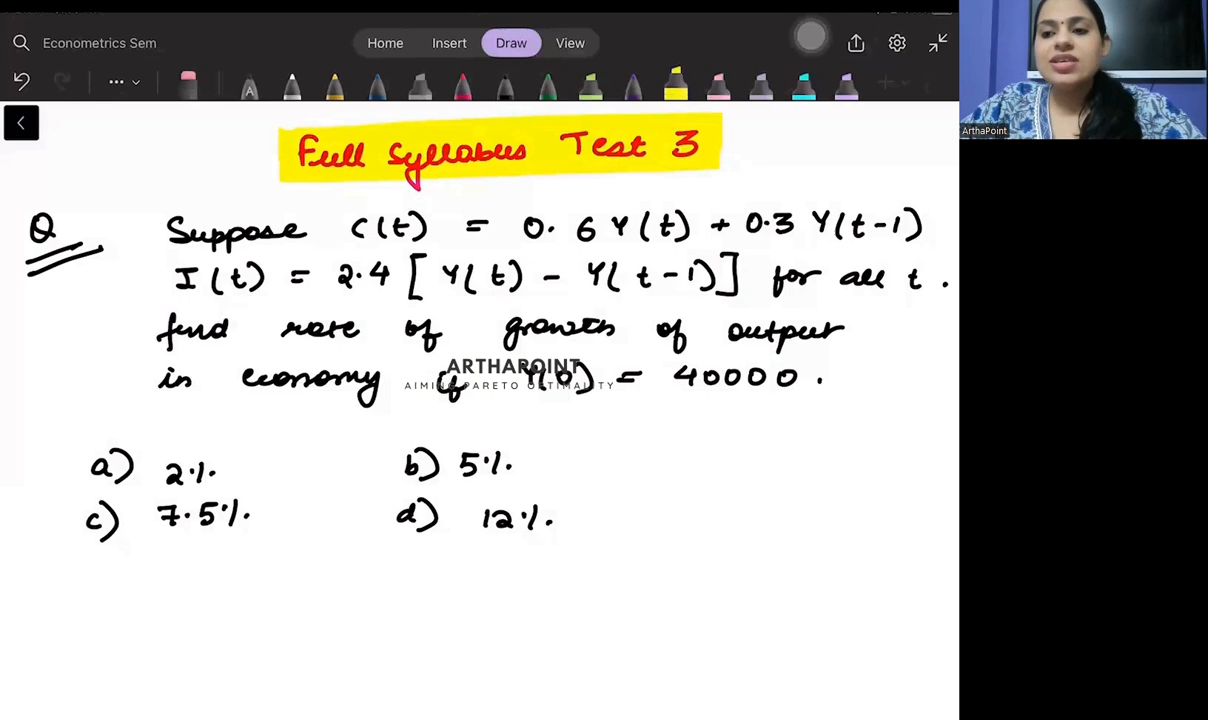 Econometrics Sem
Home Insert Draw View
ArthaPoint
Full Syllabus Test 3
Q Suppose C(t) = 0.6 Y(t) + 0.3 Y(t-1)
I(t) = 2.4 [Y(t) - Y(t-1)] for all t.
find rate of growth of output
ARTHAPOINT
in economy if Y(0) = 40000.
AIMING PARETO OPTIMALITY
a) 2% b) 5%
c) 7.5% d) 12%